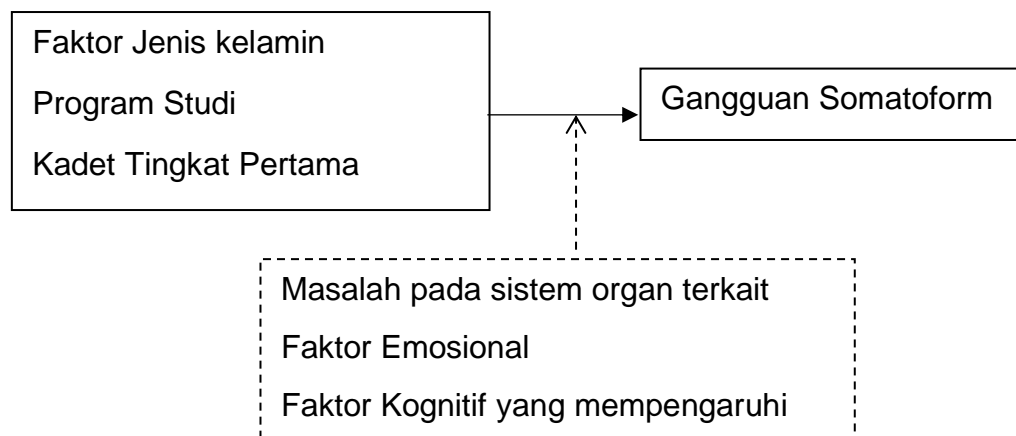 Faktor Jenis kelamin
Program Studi
Kadet Tingkat Pertama
Gangguan Somatoform
Masalah pada sistem organ terkait
Faktor Emosional
Faktor Kognitif yang mempengaruhi